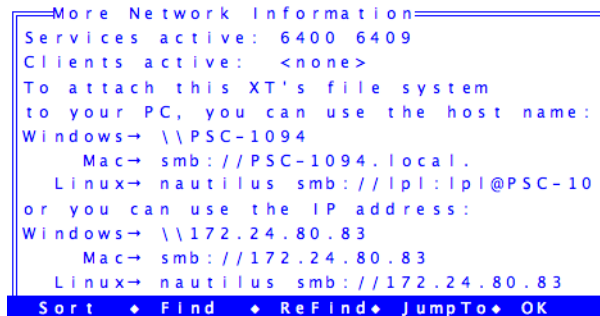 More Network Information
Services active: 6400 6409
Clients active: <none>
To attach this XT's file system
to your PC, you can use the host name:
Windows→ \\PSC-1094
Mac→ smb://PSC-1094.local.
Linux→ nautilus smb://lpl:lpl@PSC-10
or you can use the IP address:
Windows→ \\172.24.80.83
Mac→ smb://172.24.80.83
Linux→ nautilus smb://172.24.80.83
Sort ◆ Find ◆ ReFind◆ JumpTo◆ OK